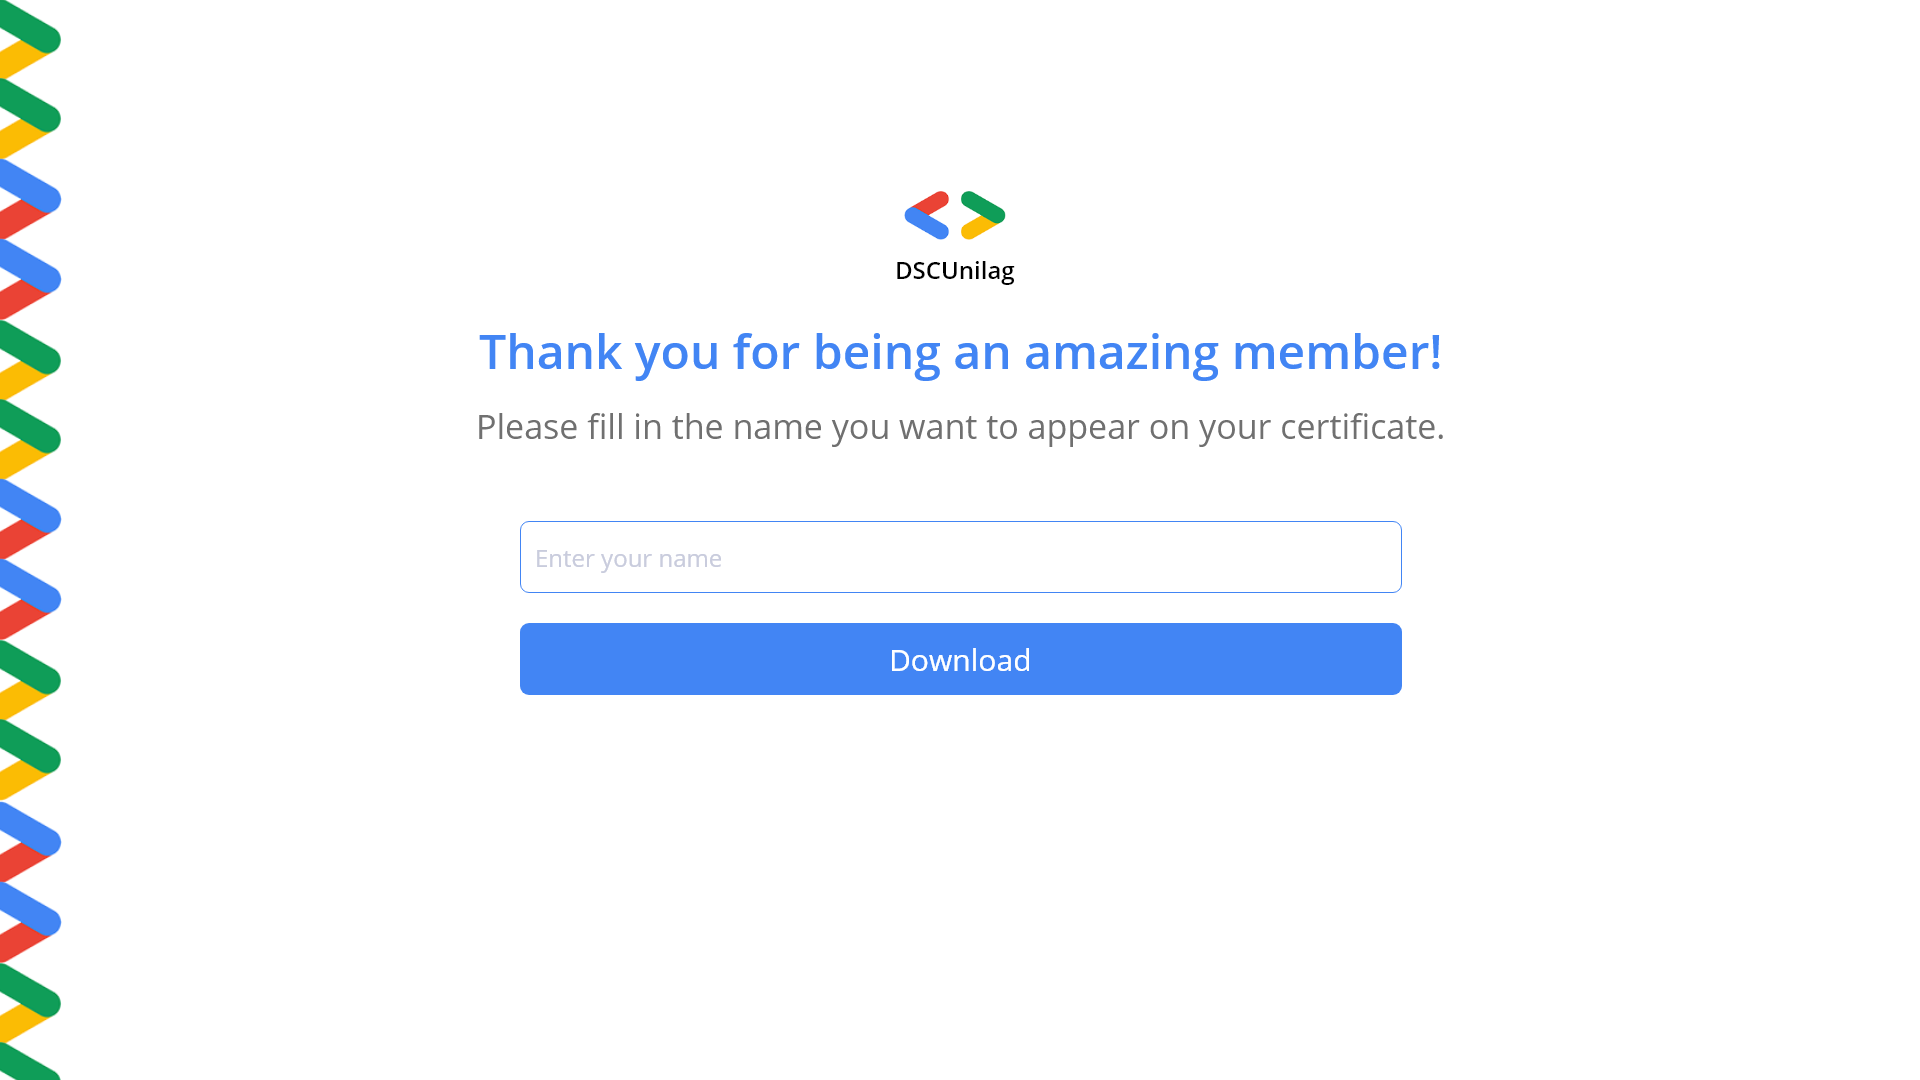 DSCUnilag
Thank you for being an amazing member!
Please fill in the name you want to appear on your certificate.
Enter your name
Download